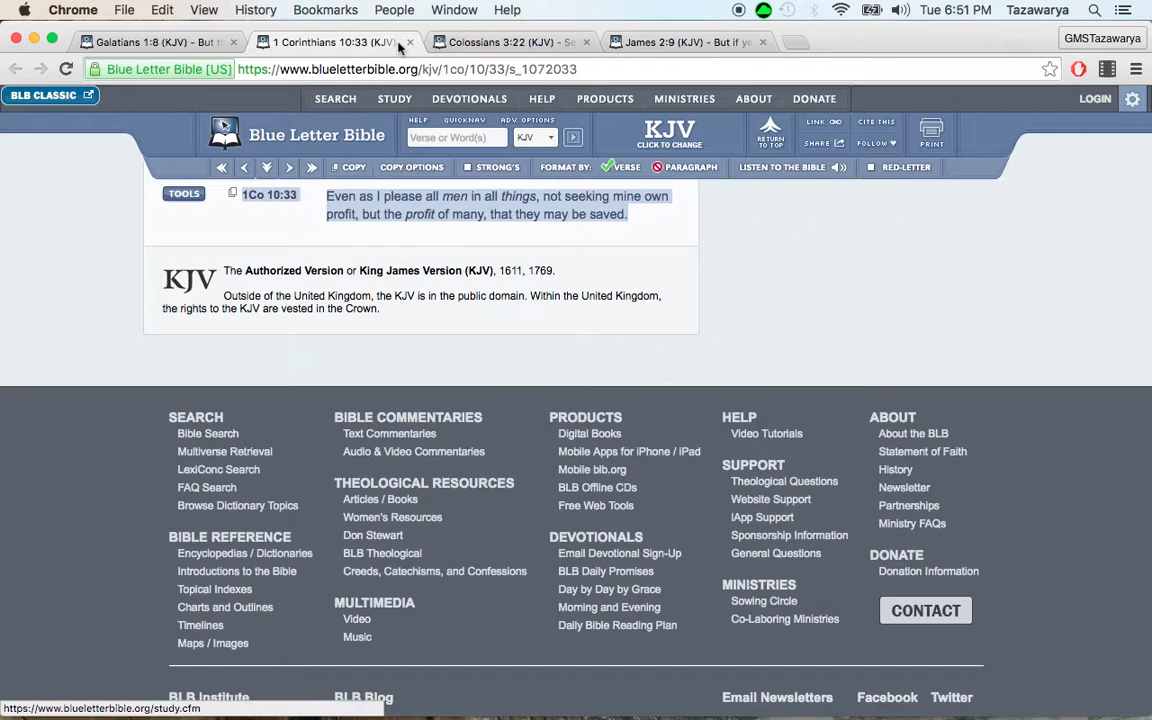 Chrome File Edit View History Bookmarks People Window Help Tue 6:51 PM Tazawarya
Galatians 1:8 (KJV) - But th 1 Corinthians 10:33 (KJV) Colossians 3:22 (KJV) - Se James 2:9 (KJV) - But if yo GMSTazawarya
Blue Letter Bible [US] https://www.blueletterbible.org/kjv/1co/10/33/s_1072033
BLB CLASSIC SEARCH STUDY DEVOTIONALS HELP PRODUCTS MINISTRIES ABOUT DONATE LOGIN
HELP QUICKNAV ADV. OPTIONS
Blue Letter Bible Verse or Word(s) KJV
KJV
CLICK TO CHANGE
RETURN TO TOP
LINK CITE THIS
SHARE FOLLOW
PRINT
COPY COPY OPTIONS STRONG'S FORMAT BY: VERSE PARAGRAPH LISTEN TO THE BIBLE RED-LETTER
TOOLS 1Co 10:33 Even as I please all men in all things, not seeking mine own
profit, but the profit of many, that they may be saved.
KJV The Authorized Version or King James Version (KJV), 1611, 1769.
Outside of the United Kingdom, the KJV is in the public domain. Within the United Kingdom,
the rights to the KJV are vested in the Crown.
SEARCH
Bible Search
Multiverse Retrieval
LexiConc Search
FAQ Search
Browse Dictionary Topics
BIBLE REFERENCE
Encyclopedias / Dictionaries
Introductions to the Bible
Topical Indexes
Charts and Outlines
Timelines
Maps / Images
BIBLE COMMENTARIES
Text Commentaries
Audio & Video Commentaries
THEOLOGICAL RESOURCES
Articles / Books
Women's Resources
Don Stewart
BLB Theological
Creeds, Catechisms, and Confessions
MULTIMEDIA
Video
Music
PRODUCTS
Digital Books
Mobile Apps for iPhone / iPad
Mobile blb.org
BLB Offline CDs
Free Web Tools
DEVOTIONALS
Email Devotional Sign-Up
BLB Daily Promises
Day by Day by Grace
Morning and Evening
Daily Bible Reading Plan
HELP
Video Tutorials
SUPPORT
Theological Questions
Website Support
iApp Support
Sponsorship Information
General Questions
MINISTRIES
Sowing Circle
Co-Laboring Ministries
ABOUT
About the BLB
Statement of Faith
History
Newsletter
Partnerships
Ministry FAQs
DONATE
Donation Information
CONTACT
BLB Institute BLB Blog Email Newsletters Facebook Twitter
https://www.blueletterbible.org/study.cfm